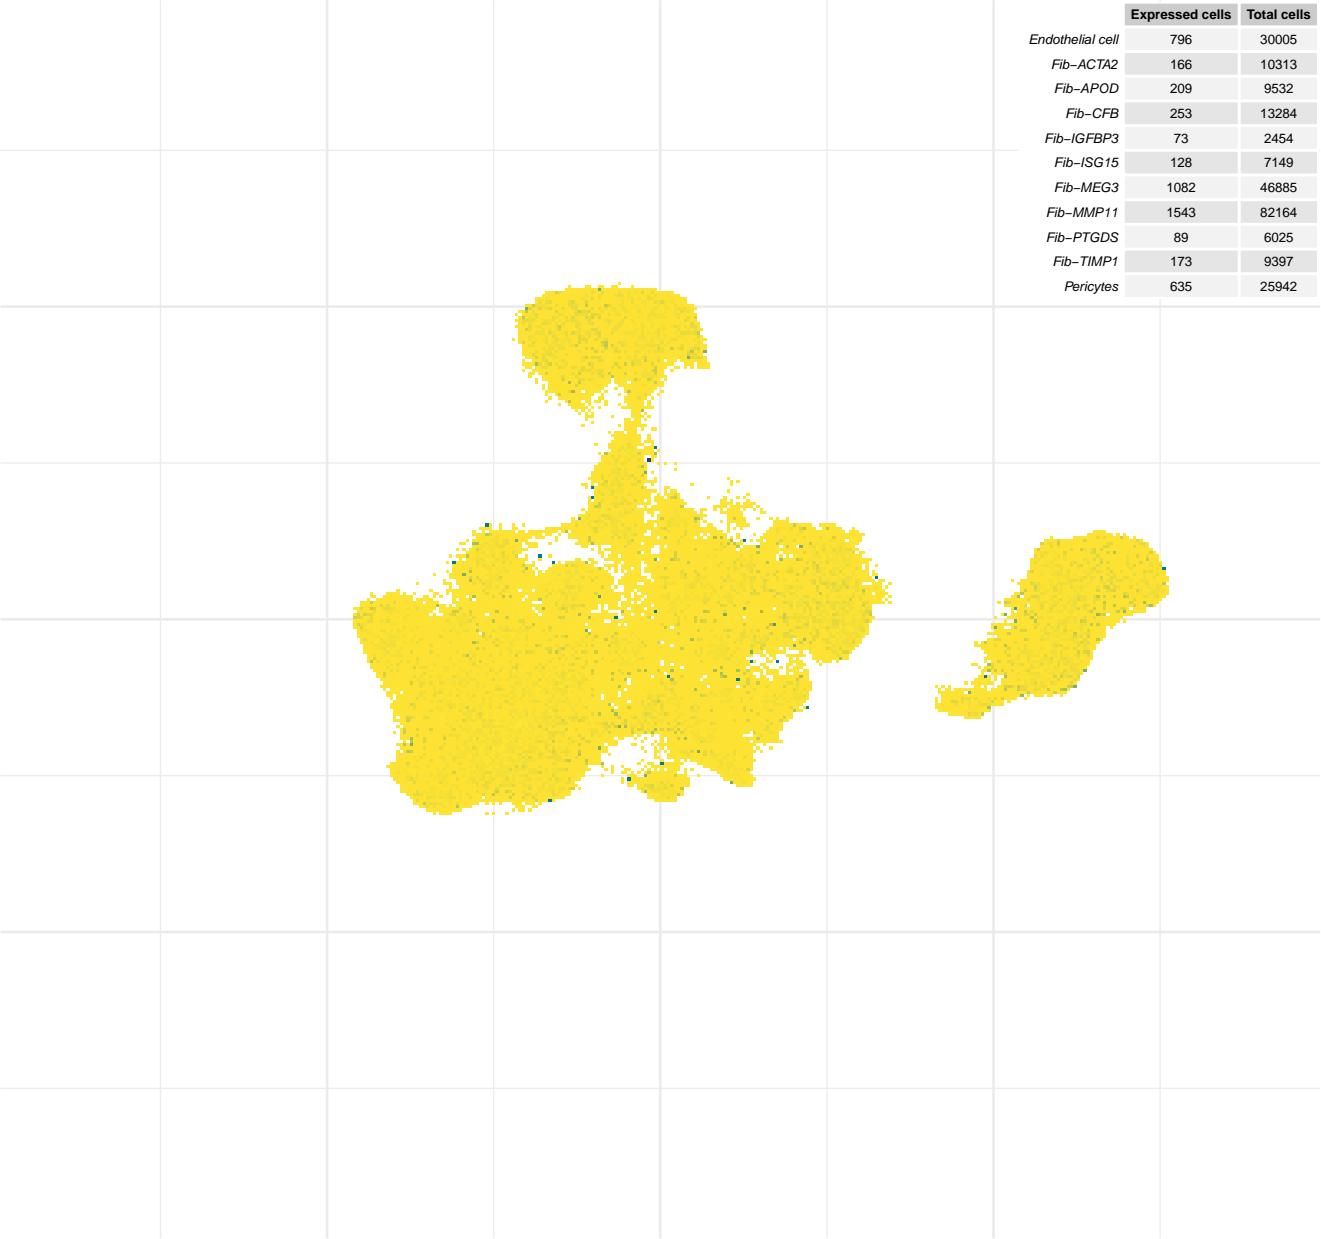 Expressed cells Total cells
Endothelial cell 796 30005
Fib−ACTA2 166 10313
Fib−APOD 209 9532
Fib−CFB 253 13284
Fib−IGFBP3 73 2454
Fib−ISG15 128 7149
Fib−MEG3 1082 46885
Fib−MMP11 1543 82164
Fib−PTGDS 89 6025
Fib−TIMP1 173 9397
Pericytes 635 25942